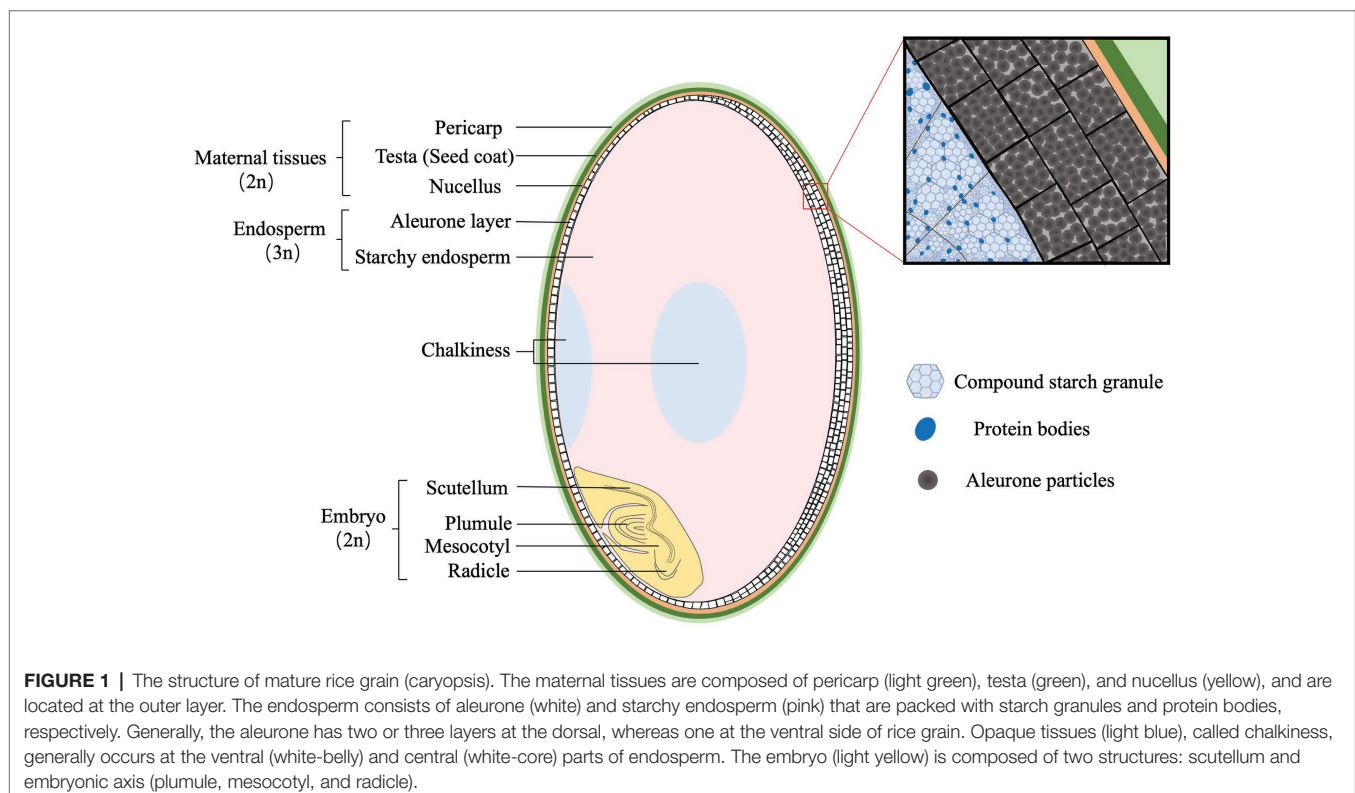 Pericarp
Maternal tissues
(2n)
Testa (Seed coat)
Nucellus
Endosperm
(3n)
Aleurone layer
Starchy endosperm
Chalkiness
Embryo
(2n)
Scutellum
Plumule
Mesocotyl
Radicle
Compound starch granule
Protein bodies
Aleurone particles
FIGURE 1 | The structure of mature rice grain (caryopsis). The maternal tissues are composed of pericarp (light green), testa (green), and nucellus (yellow), and are
located at the outer layer. The endosperm consists of aleurone (white) and starchy endosperm (pink) that are packed with starch granules and protein bodies,
respectively. Generally, the aleurone has two or three layers at the dorsal, whereas one at the ventral side of rice grain. Opaque tissues (light blue), called chalkiness,
generally occurs at the ventral (white-belly) and central (white-core) parts of endosperm. The embryo (light yellow) is composed of two structures: scutellum and
embryonic axis (plumule, mesocotyl, and radicle).